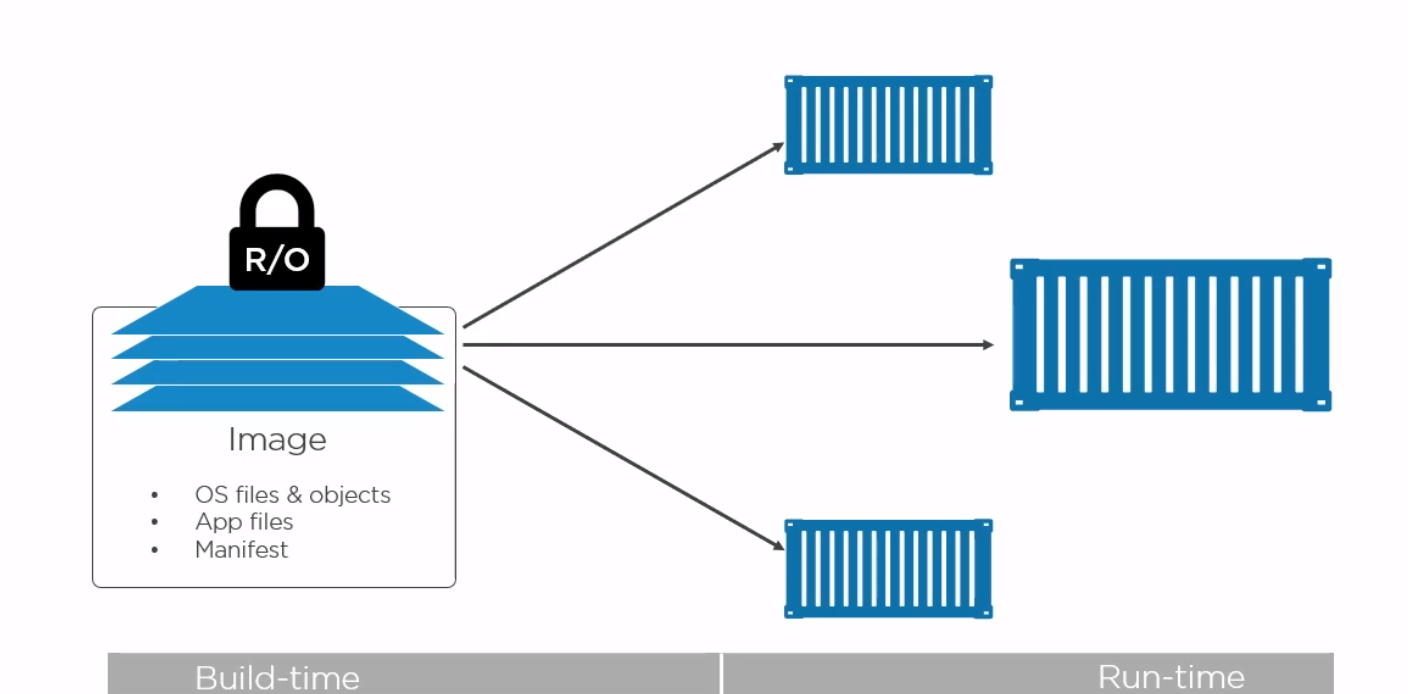 R/O
Image
• OS files & objects
• App files
• Manifest
Build-time
Run-time